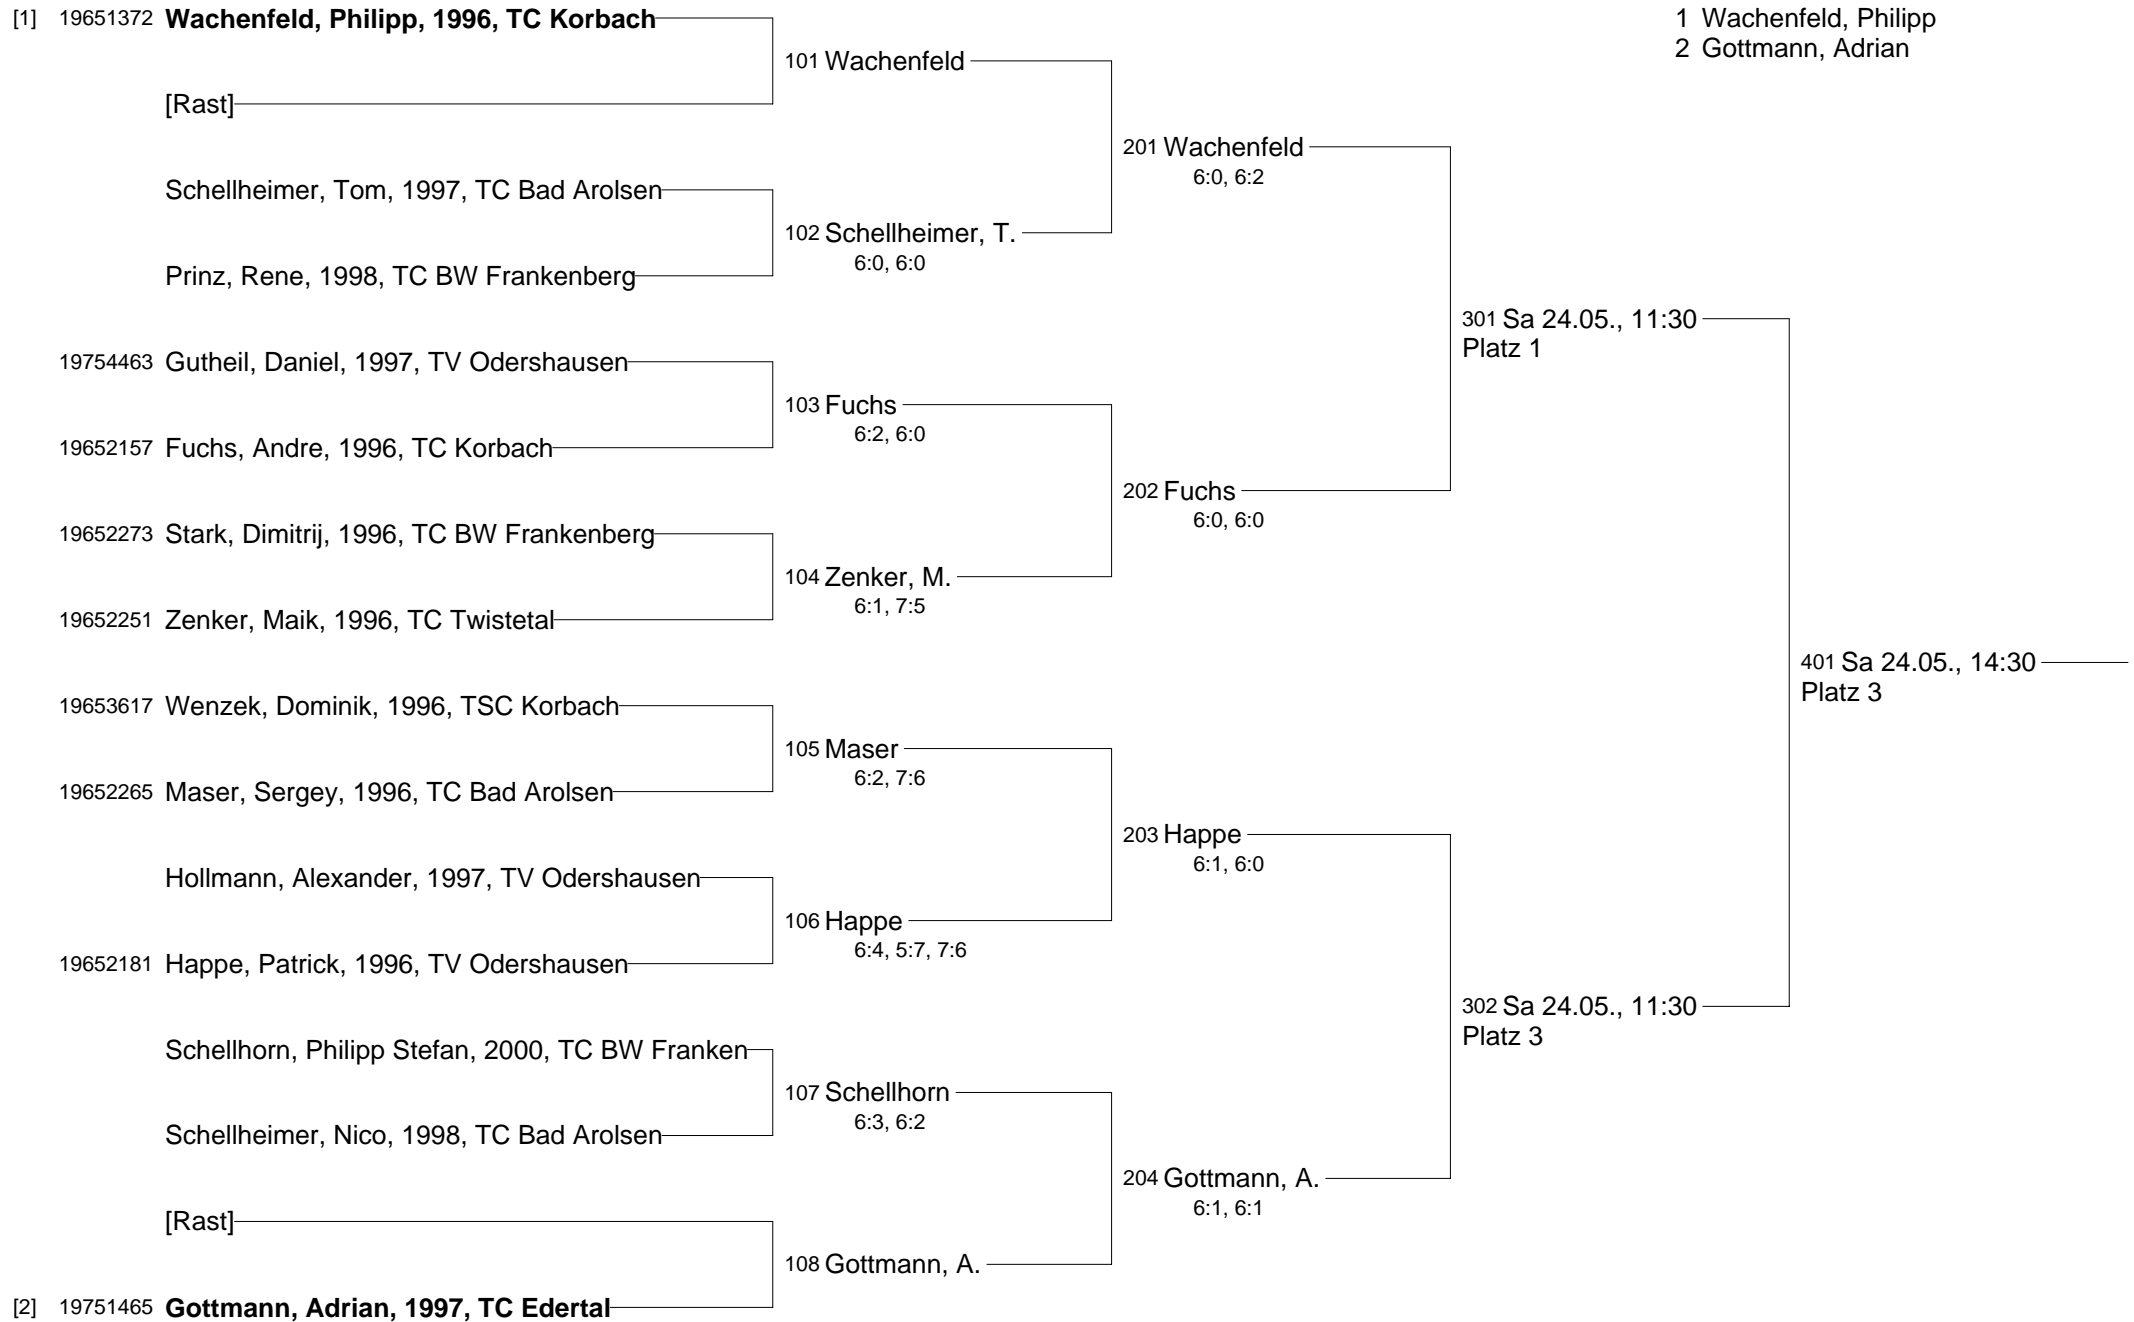 [1] 19651372 Wachenfeld, Philipp, 1996, TC Korbach
[Rast]
Schellheimer, Tom, 1997, TC Bad Arolsen
Prinz, Rene, 1998, TC BW Frankenberg
19754463 Gutheil, Daniel, 1997, TV Odershausen
19652157 Fuchs, Andre, 1996, TC Korbach
19652273 Stark, Dimitrij, 1996, TC BW Frankenberg
19652251 Zenker, Maik, 1996, TC Twistetal
19653617 Wenzek, Dominik, 1996, TSC Korbach
19652265 Maser, Sergey, 1996, TC Bad Arolsen
Hollmann, Alexander, 1997, TV Odershausen
19652181 Happe, Patrick, 1996, TV Odershausen
Schellhorn, Philipp Stefan, 2000, TC BW Franken
Schellheimer, Nico, 1998, TC Bad Arolsen
[Rast]
[2] 19751465 Gottmann, Adrian, 1997, TC Edertal
101 Wachenfeld
102 Schellheimer, T.
6:0, 6:0
103 Fuchs
6:2, 6:0
104 Zenker, M.
6:1, 7:5
105 Maser
6:2, 7:6
106 Happe
6:4, 5:7, 7:6
107 Schellhorn
6:3, 6:2
108 Gottmann, A.
201 Wachenfeld
6:0, 6:2
202 Fuchs
6:0, 6:0
203 Happe
6:1, 6:0
204 Gottmann, A.
6:1, 6:1
301 Sa 24.05., 11:30
Platz 1
302 Sa 24.05., 11:30
Platz 3
401 Sa 24.05., 14:30
Platz 3
1 Wachenfeld, Philipp
2 Gottmann, Adrian